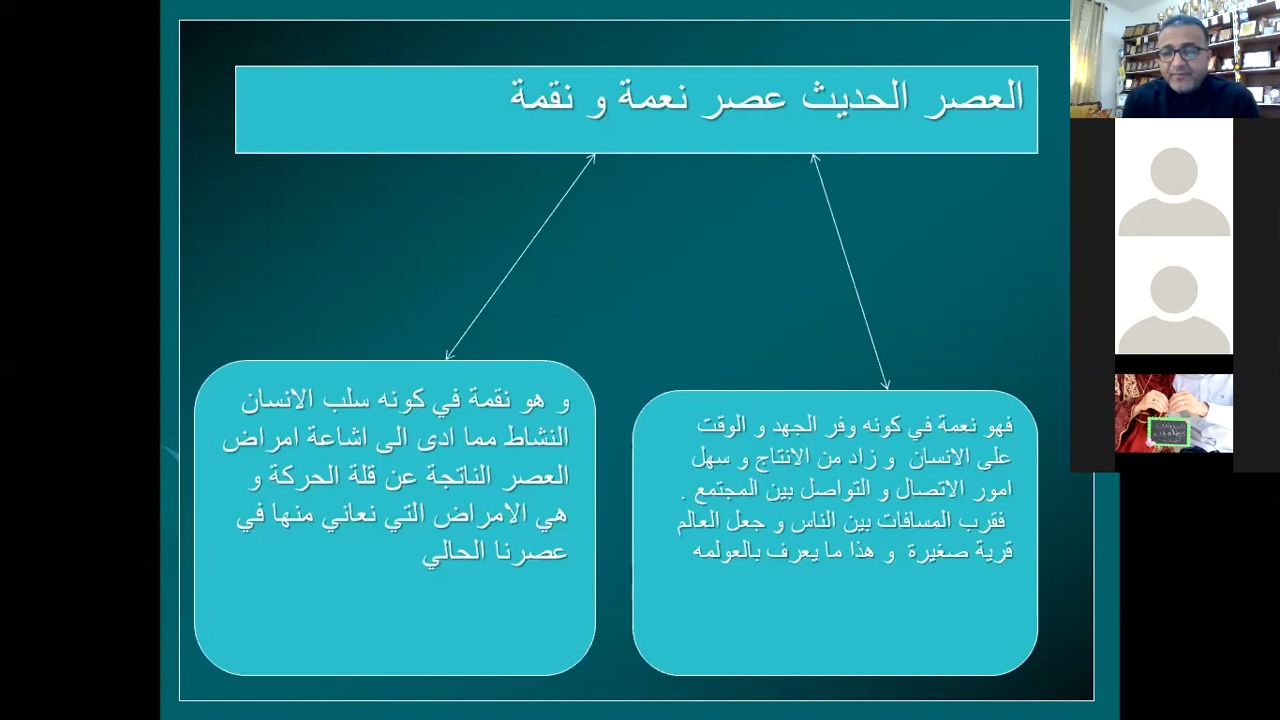 العصر الحديث عصر نعمة و نقمة
فهو نعمة في كونه وفر الجهد و الوقت
على الانسان و زاد من الانتاج و سهل
امور الاتصال و التواصل بين المجتمع .
فقرب المسافات بين الناس و جعل العالم
قرية صغيرة و هذا ما يعرف بالعولمه
و هو نقمة في كونه سلب الانسان
النشاط مما ادى الى اشاعة امراض
العصر الناتجة عن قلة الحركة و
هي الامراض التي نعاني منها في
عصرنا الحالي